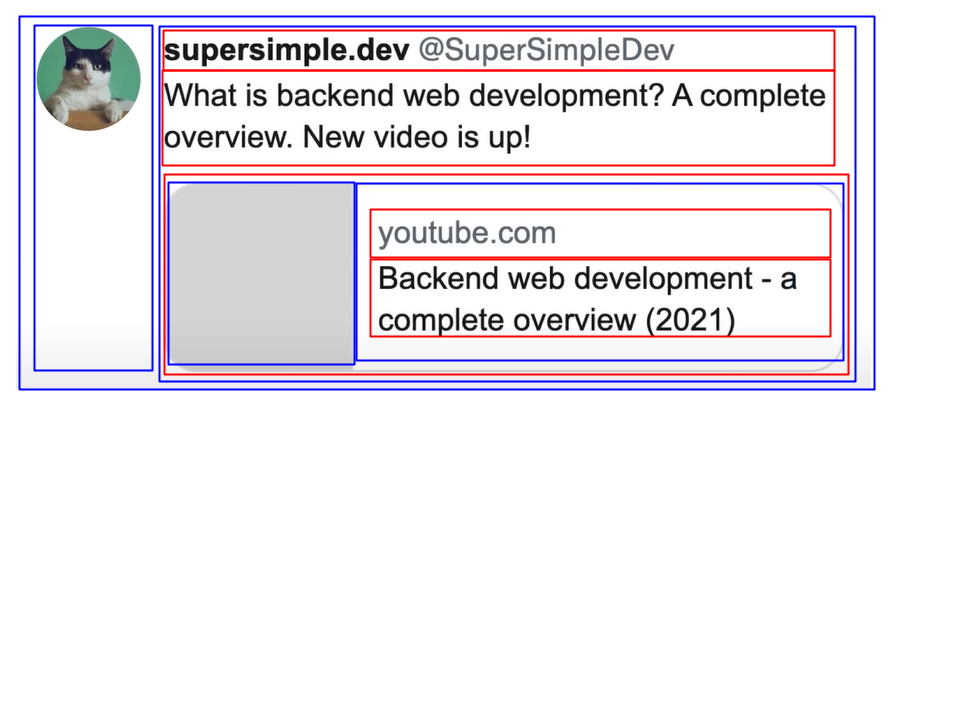 supersimple.dev @SuperSimpleDev
What is backend web development? A complete
overview. New video is up!
youtube.com
Backend web development - a
complete overview (2021)